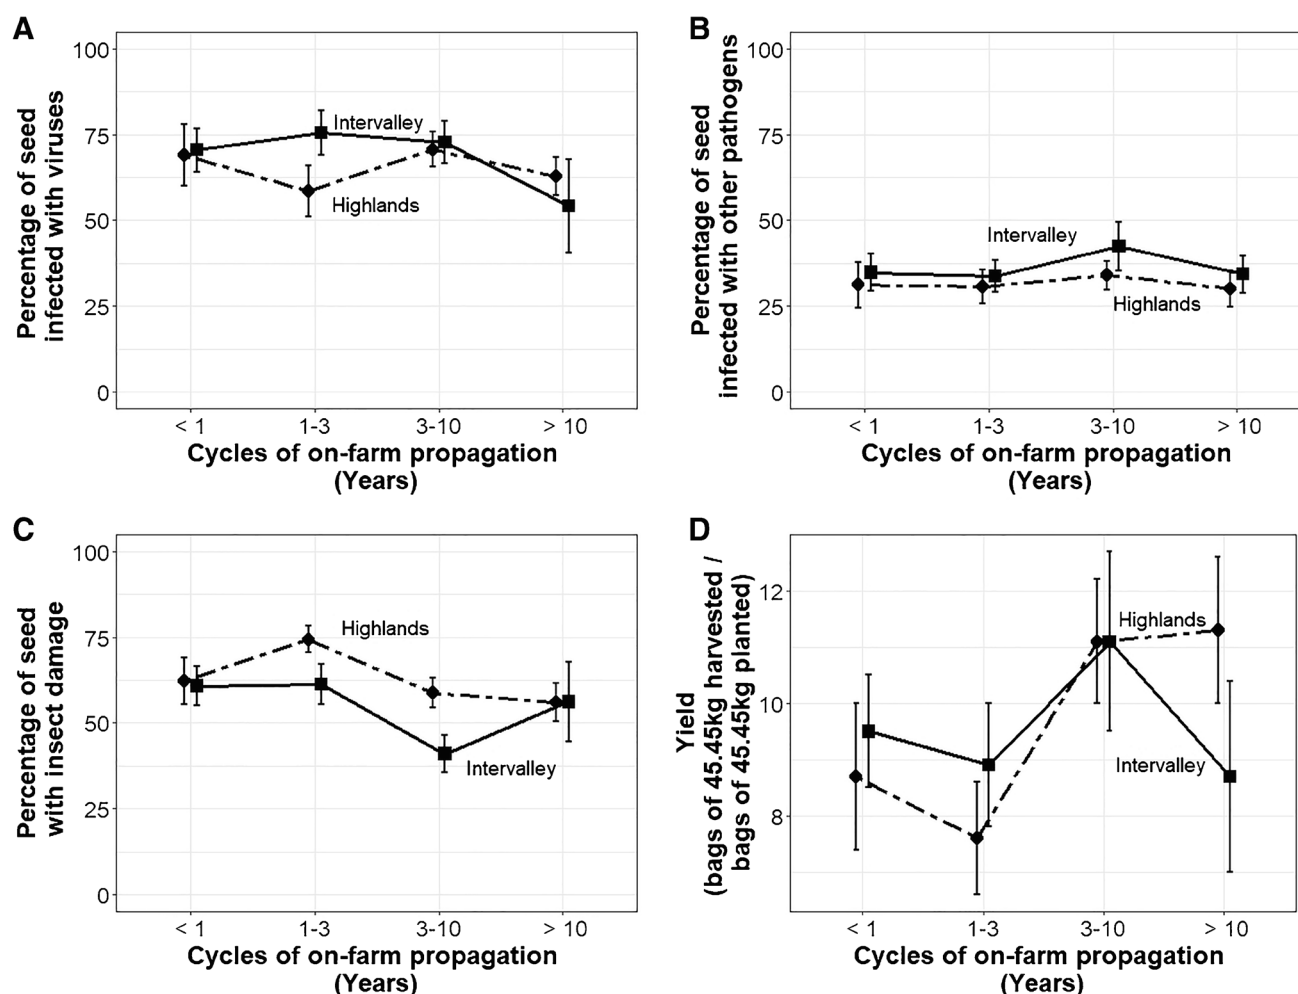 A
Percentage of seed
infected with viruses
100
75
50
25
0
Intervalley
Highlands
< 1
1-3
3-10
> 10
Cycles of on-farm propagation
(Years)
B
Percentage of seed
infected with other pathogens
100
75
50
25
0
Intervalley
Highlands
< 1
1-3
3-10
> 10
Cycles of on-farm propagation
(Years)
C
Percentage of seed
with insect damage
100
75
50
25
0
Highlands
Intervalley
< 1
1-3
3-10
> 10
Cycles of on-farm propagation
(Years)
D
Yield
(bags of 45.45kg harvested /
bags of 45.45kg planted)
12
10
8
Highlands
Intervalley
< 1
1-3
3-10
> 10
Cycles of on-farm propagation
(Years)